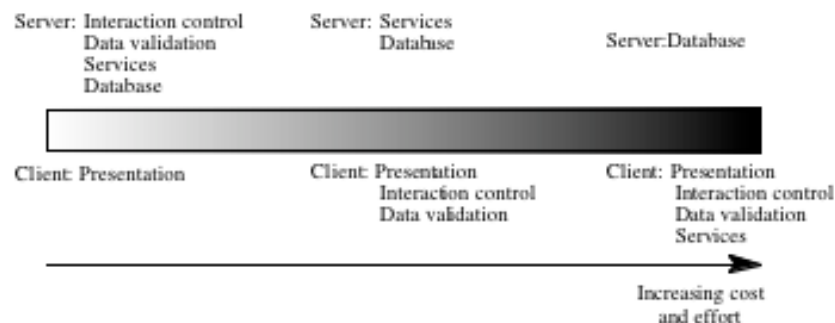 Server: Interaction control
Data validation
Services
Database
Server: Services
Database
Server:Database
Client: Presentation
Client: Presentation
Interaction control
Data validation
Client: Presentation
Interaction control
Data validation
Services
Increasing cost
and effort